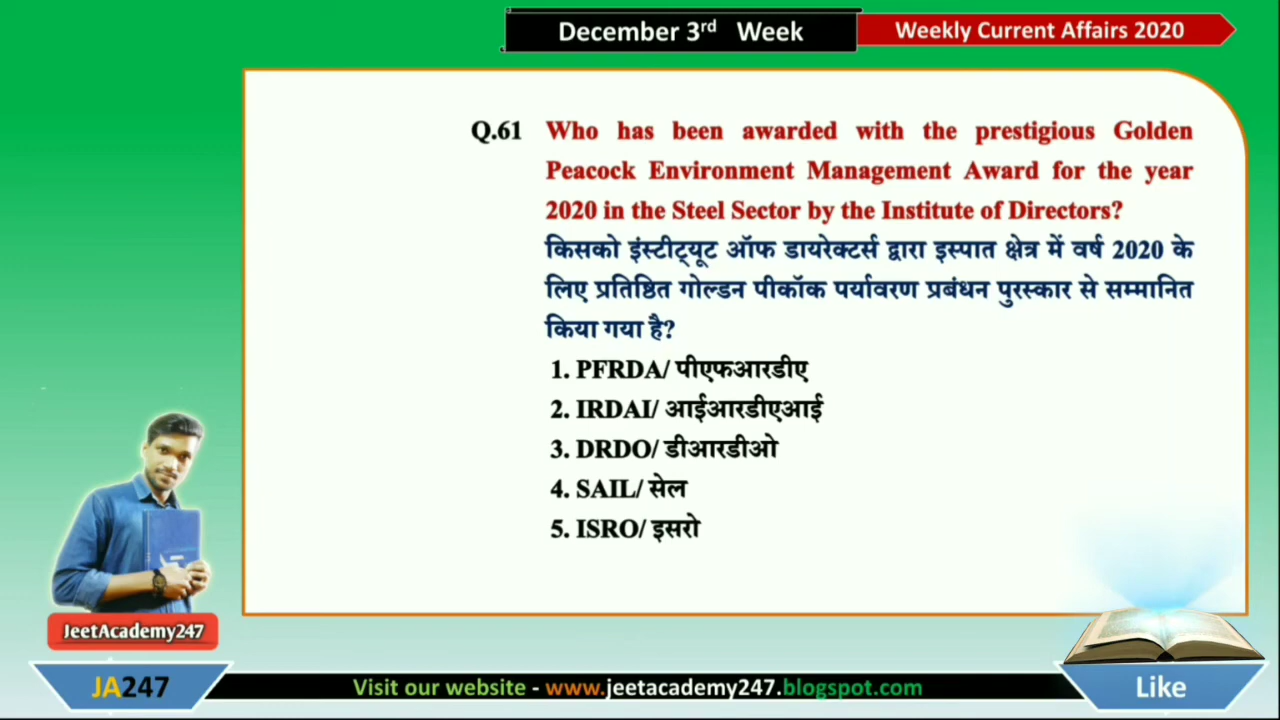 December 3rd Week
Weekly Current Affairs 2020
Q.61 Who has been awarded with the prestigious Golden
Peacock Environment Management Award for the year
2020 in the Steel Sector by the Institute of Directors?
किसको इंस्टीट्यूट ऑफ डायरेक्टर्स द्वारा इस्पात क्षेत्र में वर्ष 2020 के
लिए प्रतिष्ठित गोल्डन पीकॉक पर्यावरण प्रबंधन पुरस्कार से सम्मानित
किया गया है?
1. PFRDA/ पीएफआरडीए
2. IRDAI/ आईआरडीएआई
3. DRDO/ डीआरडीओ
4. SAIL/ सेल
5. ISRO/ इसरो
JeetAcademy247
JA247
Visit our website - www.jeetacademy247.blogspot.com
Like